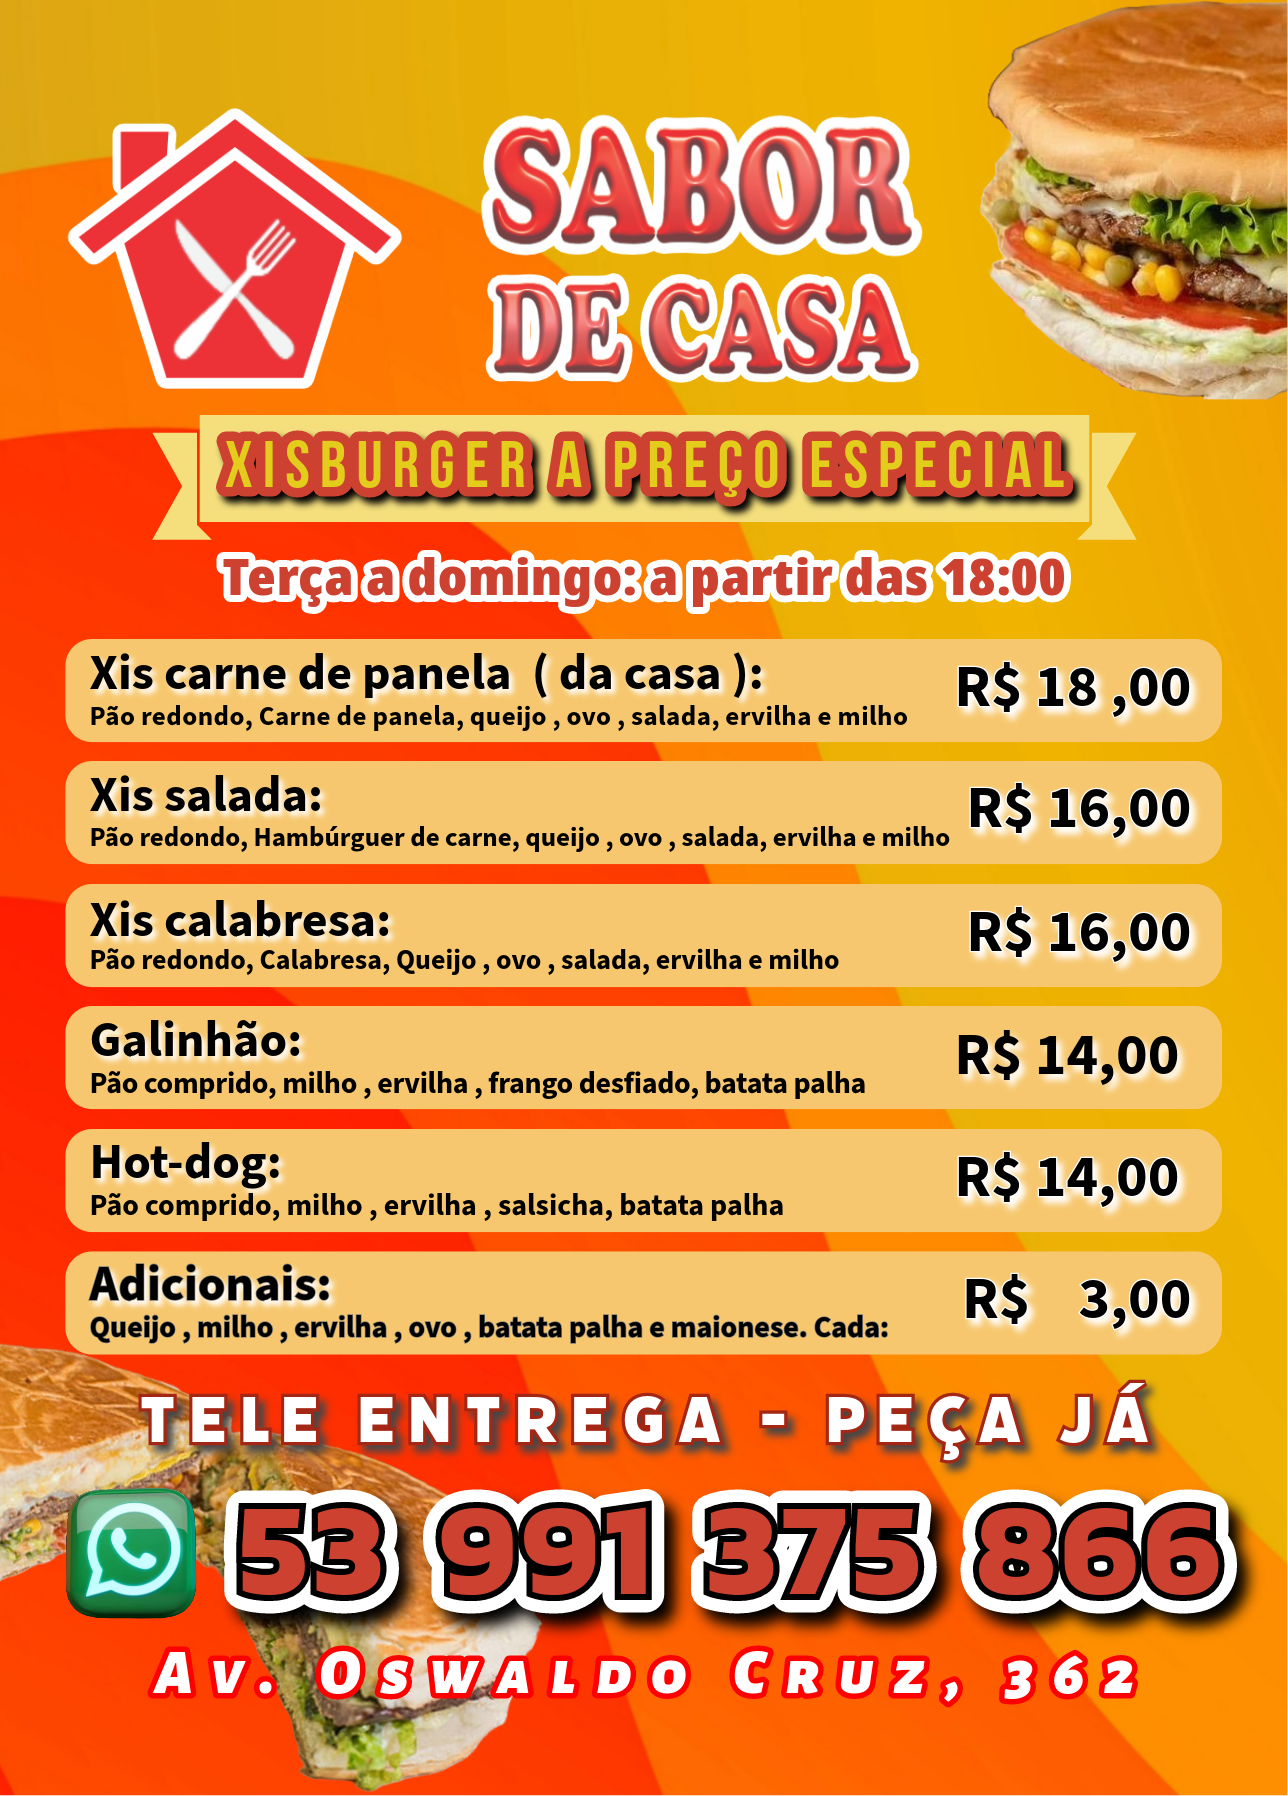 SABOR
DE CASA
XISBURGER A PREÇO ESPECIAL
Terça a domingo: a partir das 18:00
Xis carne de panela ( da casa ):
Pão redondo, Carne de panela, queijo , ovo , salada, ervilha e milho
R$ 18 ,00
Xis salada:
Pão redondo, Hambúrguer de carne, queijo , ovo , salada, ervilha e milho
R$ 16,00
Xis calabresa:
Pão redondo, Calabresa, Queijo , ovo , salada, ervilha e milho
R$ 16,00
Galinhão:
Pão comprido, milho , ervilha , frango desfiado, batata palha
R$ 14,00
Hot-dog:
Pão comprido, milho , ervilha , salsicha, batata palha
R$ 14,00
Adicionais:
Queijo , milho , ervilha , ovo , batata palha e maionese. Cada:
R$ 3,00
TELE ENTREGA - PEÇA JÁ
53 991 375 866
Av. Oswaldo Cruz, 362